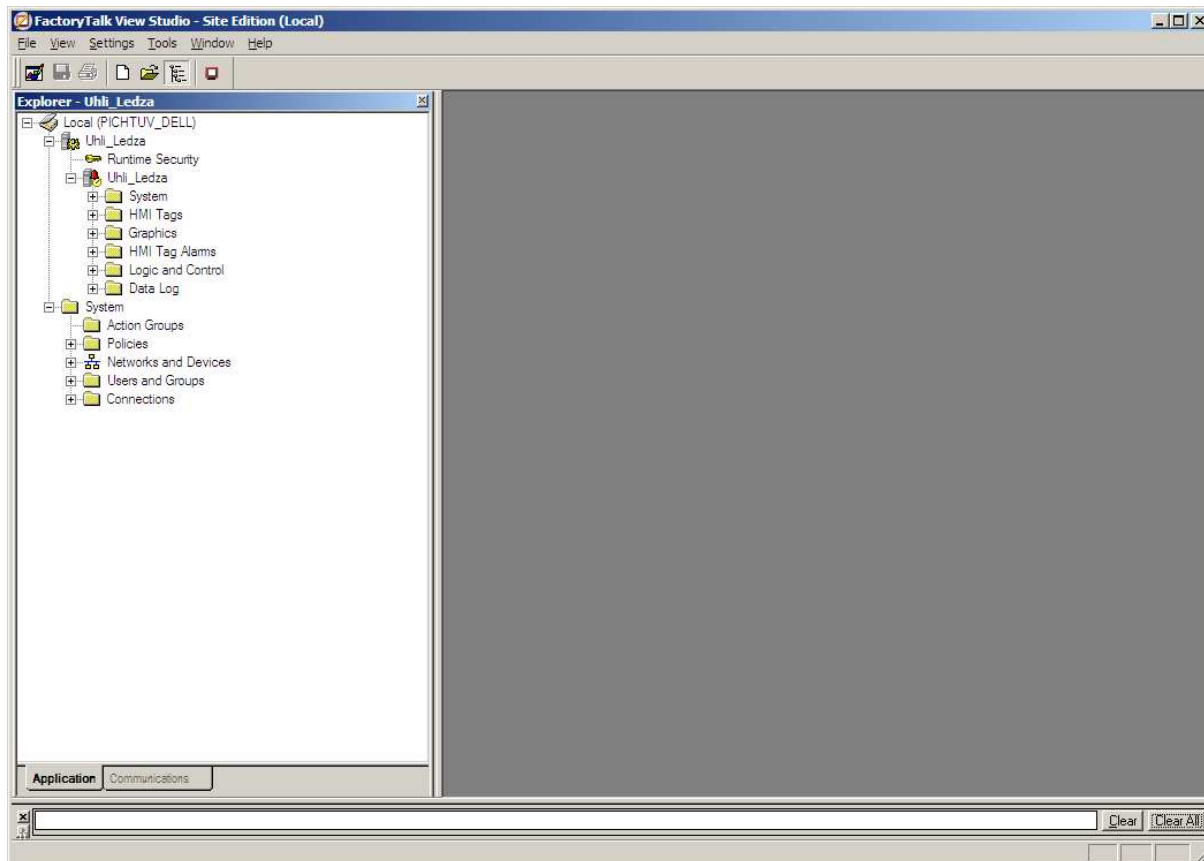 FactoryTalk View Studio - Site Edition (Local)
File View Settings Tools Window Help
Explorer - Uhli_Ledza
Local (PICHTUV_DELL)
Uhli_Ledza
Runtime Security
Uhli_Ledza
System
HMI Tags
Graphics
HMI Tag Alarms
Logic and Control
Data Log
System
Action Groups
Policies
Networks and Devices
Users and Groups
Connections
Application Communications
Clear Clear All